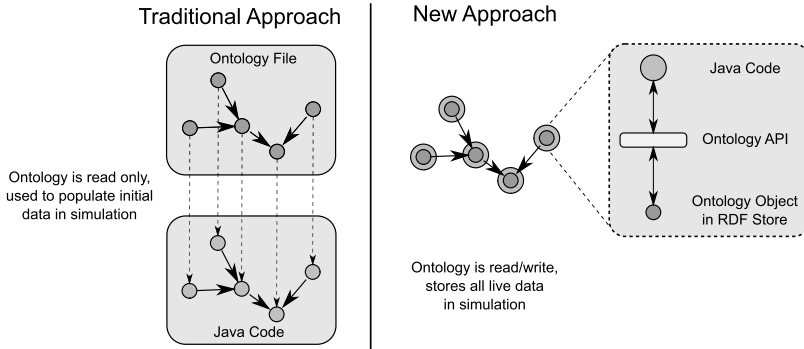 Traditional Approach
Ontology File
Ontology is read only,
used to populate initial
data in simulation
Java Code
New Approach
Java Code
Ontology API
Ontology Object
in RDF Store
Ontology is read/write,
stores all live data
in simulation